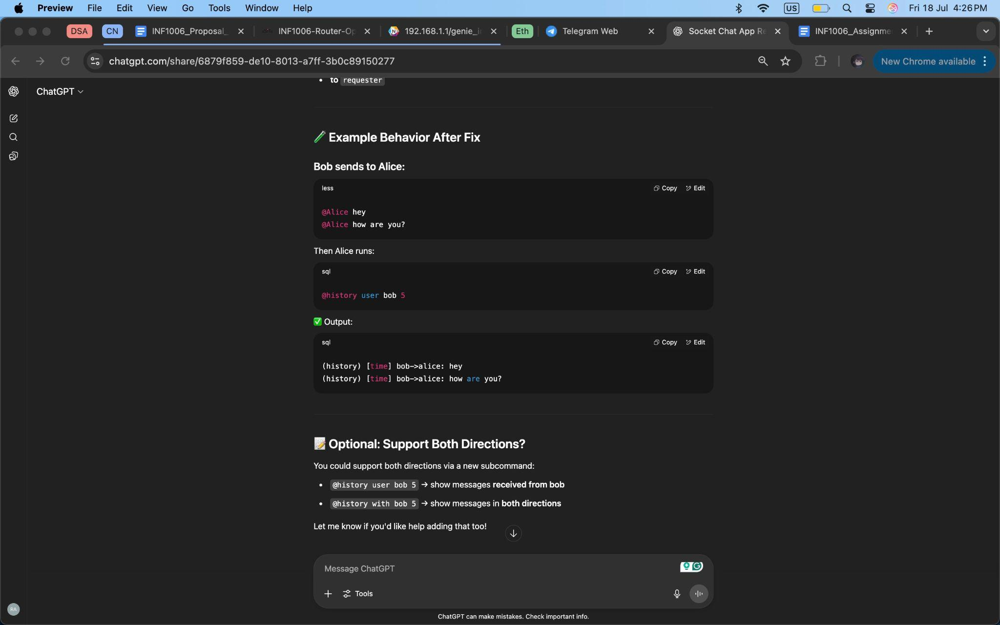 Preview File Edit View Go Tools Window Help US Fri 18 Jul 4:26 PM
DSA CN INF1006_Proposal_ INF1006-Router-Op 192.168.1.1/genie_i Eth Telegram Web Socket Chat App Re INF1006_Assignme
chatgpt.com/share/6879f859-de10-8013-a7ff-3b0c89150277 New Chrome available
ChatGPT
• to requester
Example Behavior After Fix
Bob sends to Alice:
less Copy Edit
@Alice hey
@Alice how are you?
Then Alice runs:
sql Copy Edit
@history user bob 5
✅ Output:
sql Copy Edit
(history) [time] bob->alice: hey
(history) [time] bob->alice: how are you?
Optional: Support Both Directions?
You could support both directions via a new subcommand:
• @history user bob 5 → show messages received from bob
• @history with bob 5 → show messages in both directions
Let me know if you'd like help adding that too!
Message ChatGPT
Tools
RA
ChatGPT can make mistakes. Check important info.